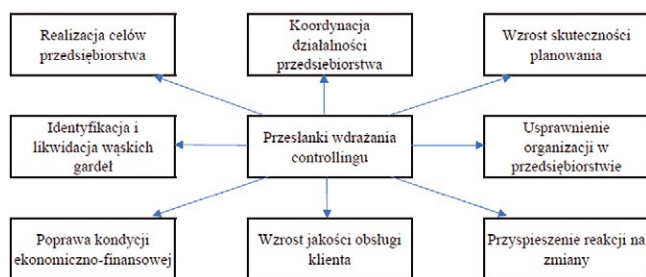 Realizacja celów
przedsiębiorstwa
Koordynacja
działalności
przedsiebiorstwa
Wzrost skuteczności
planowania
Identyfikacja i
likwidacja wąskich
gardeł
Przesłanki wdrażania
controllingu
Usprawnienie
organizacji w
przedsiębiorstwie
Poprawa kondycji
ekonomiczno-finansowej
Wzrost jakości obsługi
klienta
Przyspieszenie reakcji na
zmiany